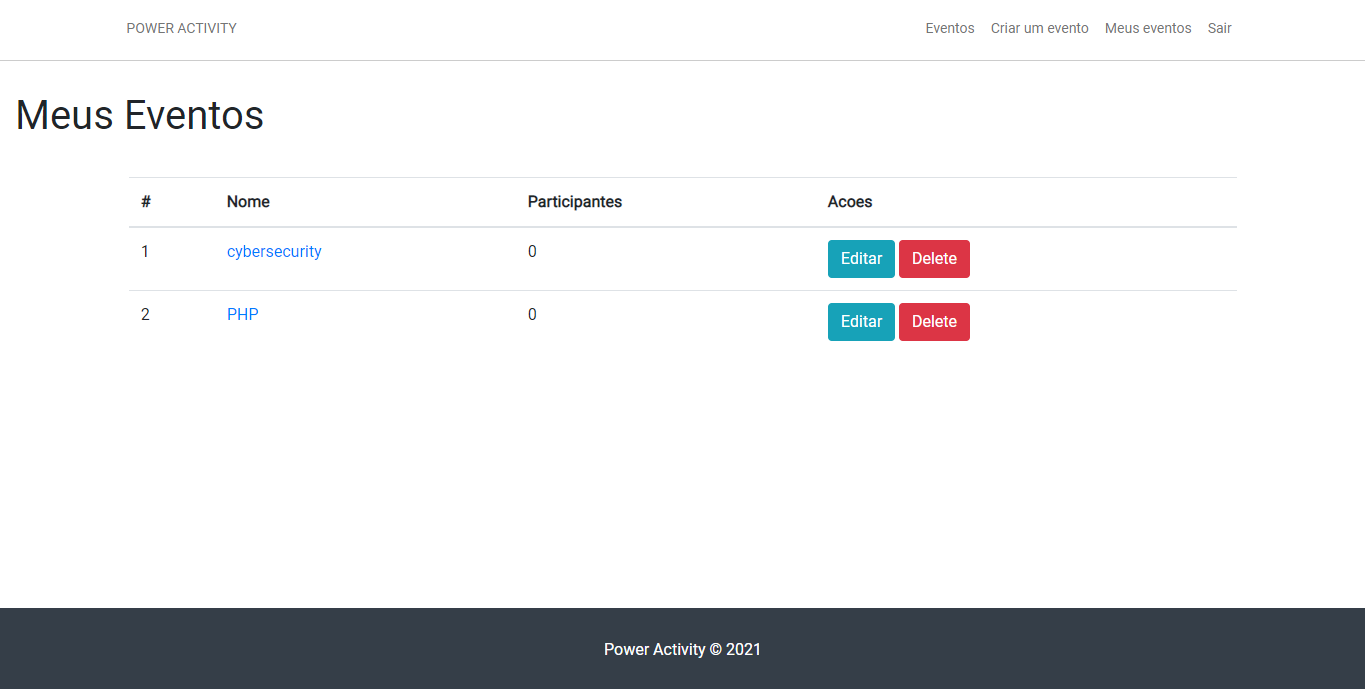 POWER ACTIVITY Eventos Criar um evento Meus eventos Sair
Meus Eventos
# Nome Participantes Acoes
1 cybersecurity 0 Editar Delete
2 PHP 0 Editar Delete
Power Activity © 2021